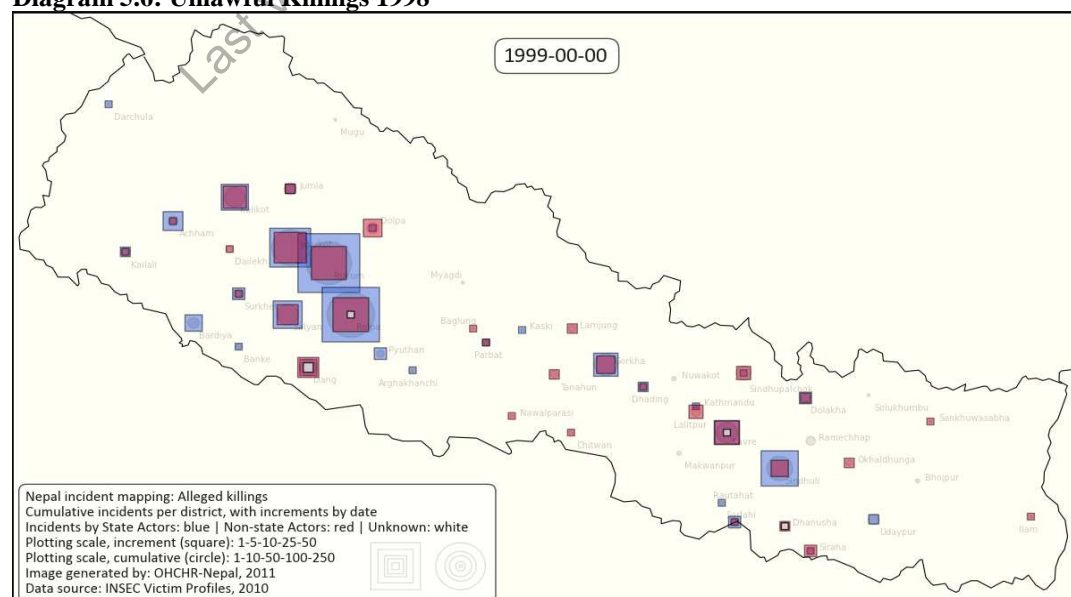 Diagram 5.6: Unlawful Killings 1998
Last
1999-00-00
Darchula
Mugu
Jumla
Kalikot
Dolpa
Achham
Kailali
Dailekh
Myagdi
Surkhet
Bardiya
Baglung
Kaski
Lamjung
Banke
Pyuthan
Parbat
Gorkha
Dang
Arghakhanchi
Tanahun
Nuwakot
Sindhupalchok
Dhading
Kathmandu
Dolakha
Solukhumbu
Nawalparasi
Lalitpur
Sankhuwasabha
Chitwan
Ramechhap
Makwanpur
Okhaldhunga
Sindhuli
Bhojpur
Rautahat
Dhanusha
Udaypur
Ilam
Siraha
Nepal incident mapping: Alleged killings
Cumulative incidents per district, with increments by date
Incidents by State Actors: blue | Non-state Actors: red | Unknown: white
Plotting scale, increment (square): 1-5-10-25-50
Plotting scale, cumulative (circle): 1-10-50-100-250
Image generated by: OHCHR-Nepal, 2011
Data source: INSEC Victim Profiles, 2010